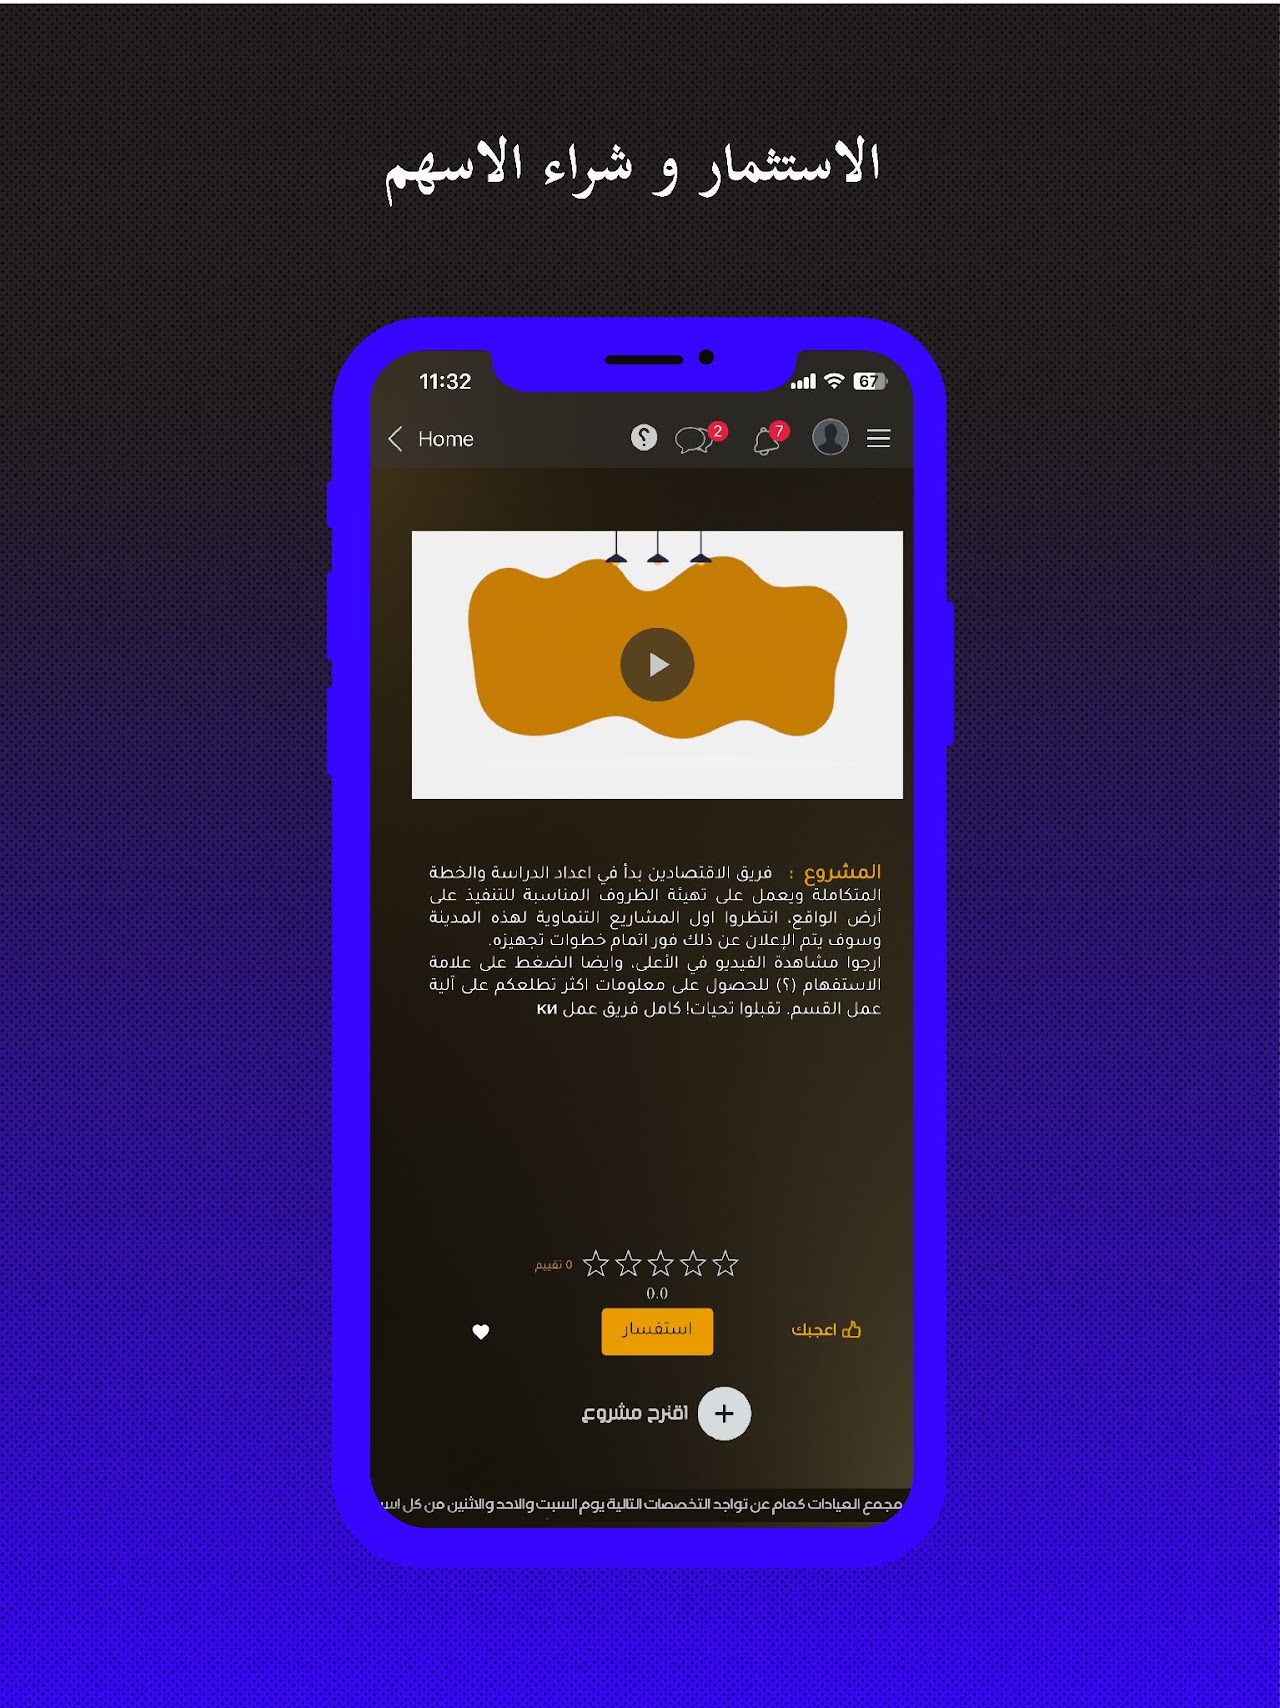 الاستثمار و شراء الاسهم
11:32
67
Home
؟
2
7
المشروع : فريق الاقتصادين بدأ في اعداد الدراسة والخطة
المتكاملة ويعمل على تهيئة الظروف المناسبة للتنفيذ على
أرض الواقع، انتظروا اول المشاريع التنماوية لهذه المدينة
وسوف يتم الإعلان عن ذلك فور اتمام خطوات تجهيزه.
ارجوا مشاهدة الفيديو في الأعلى، وايضا الضغط على علامة
الاستفهام (؟) للحصول على معلومات اكثر تطلعكم على آلية
عمل القسم. تقبلوا تحيات! كامل فريق عمل ки
0 تقييم
0.0
اعجبك
استفسار
اقترح مشروع
مجمع العيادات كعام عن تواجد التخصصات التالية يوم السبت والاحد والاثنين من كل اس